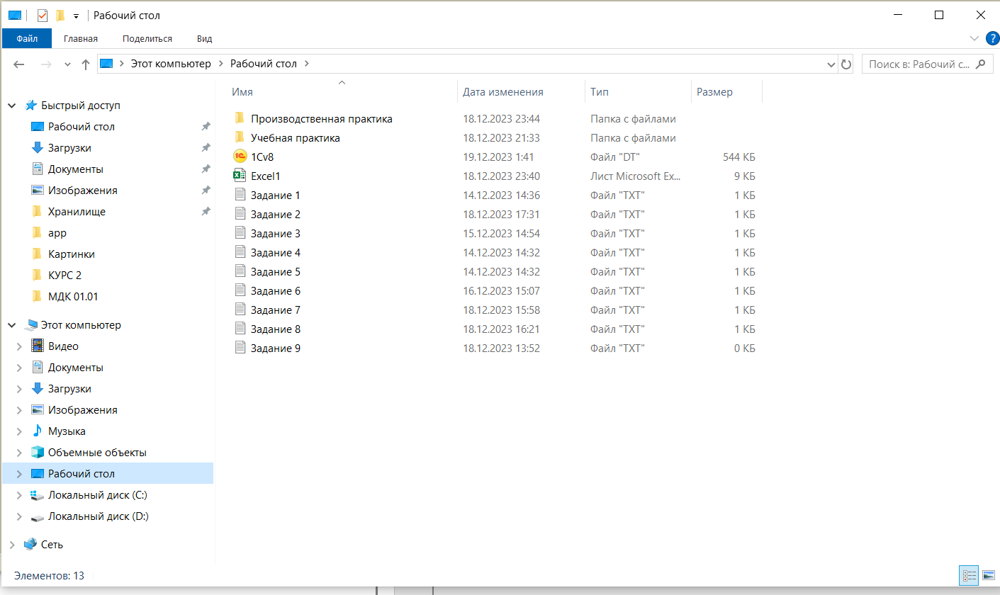 Рабочий стол
Файл Главная Поделиться Вид
Этот компьютер Рабочий стол Поиск в: Рабочий с...
Имя Дата изменения Тип Размер
Быстрый доступ
Рабочий стол
Загрузки
Документы
Изображения
Хранилище
app
Картинки
КУРС 2
МДК 01.01
Этот компьютер
Видео
Документы
Загрузки
Изображения
Музыка
Объемные объекты
Рабочий стол
Локальный диск (C:)
Локальный диск (D:)
Сеть
Производственная практика 18.12.2023 23:44 Папка с файлами
Учебная практика 18.12.2023 21:33 Папка с файлами
1Cv8 19.12.2023 1:41 Файл "DT" 544 КБ
Excel1 18.12.2023 23:40 Лист Microsoft Ex... 9 КБ
Задание 1 14.12.2023 14:36 Файл "TXT" 1 КБ
Задание 2 18.12.2023 17:31 Файл "TXT" 1 КБ
Задание 3 15.12.2023 14:54 Файл "TXT" 1 КБ
Задание 4 14.12.2023 14:32 Файл "TXT" 1 КБ
Задание 5 14.12.2023 14:32 Файл "TXT" 1 КБ
Задание 6 16.12.2023 15:07 Файл "TXT" 1 КБ
Задание 7 18.12.2023 15:58 Файл "TXT" 1 КБ
Задание 8 18.12.2023 16:21 Файл "TXT" 1 КБ
Задание 9 18.12.2023 13:52 Файл "TXT" 0 КБ
Элементов: 13